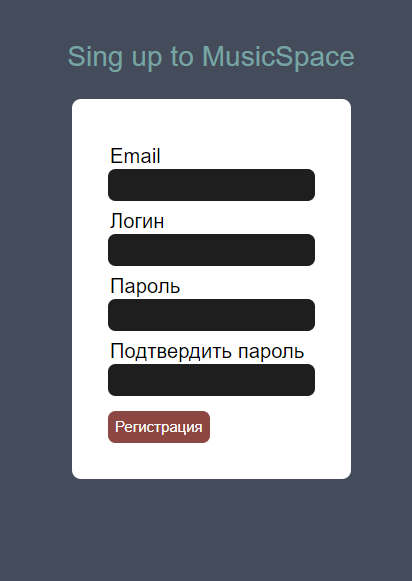 Sing up to MusicSpace
Email
Логин
Пароль
Подтвердить пароль
Регистрация